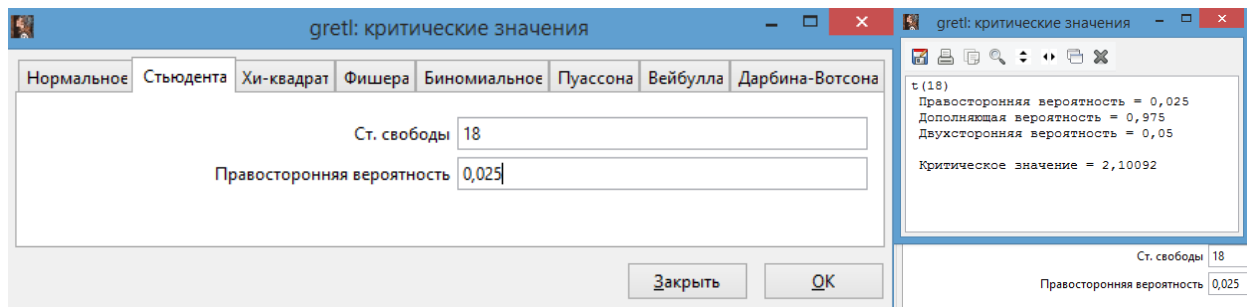 gretl: критические значения
Нормальное Стьюдента Хи-квадрат Фишера Биномиальное Пуассона Вейбулла Дарбина-Вотсона
Ст. свободы 18
Правосторонняя вероятность 0,025
Закрыть ОК
gretl: критические значения
t(18)
Правосторонняя вероятность = 0,025
Дополняющая вероятность = 0,975
Двухсторонняя вероятность = 0,05
Критическое значение = 2,10092
Ст. свободы 18
Правосторонняя вероятность 0,025